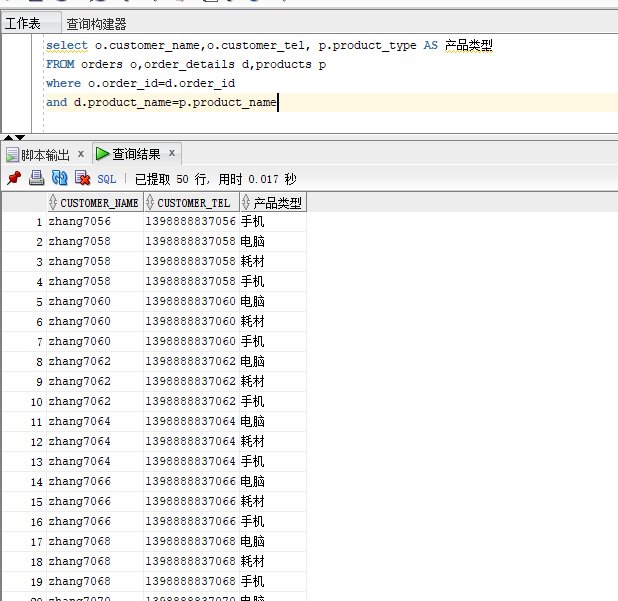 工作表 查询构建器
select o.customer_name,o.customer_tel, p.product_type AS 产品类型
FROM orders o,order_details d,products p
where o.order_id=d.order_id
and d.product_name=p.product_name
脚本输出 x 查询结果 x
SQL 已提取 50 行, 用时 0.017 秒
CUSTOMER_NAME CUSTOMER_TEL 产品类型
1 zhang7056 1398888837056 手机
2 zhang7058 1398888837058 电脑
3 zhang7058 1398888837058 耗材
4 zhang7058 1398888837058 手机
5 zhang7060 1398888837060 电脑
6 zhang7060 1398888837060 耗材
7 zhang7060 1398888837060 手机
8 zhang7062 1398888837062 电脑
9 zhang7062 1398888837062 耗材
10 zhang7062 1398888837062 手机
11 zhang7064 1398888837064 电脑
12 zhang7064 1398888837064 耗材
13 zhang7064 1398888837064 手机
14 zhang7066 1398888837066 电脑
15 zhang7066 1398888837066 耗材
16 zhang7066 1398888837066 手机
17 zhang7068 1398888837068 电脑
18 zhang7068 1398888837068 耗材
19 zhang7068 1398888837068 手机